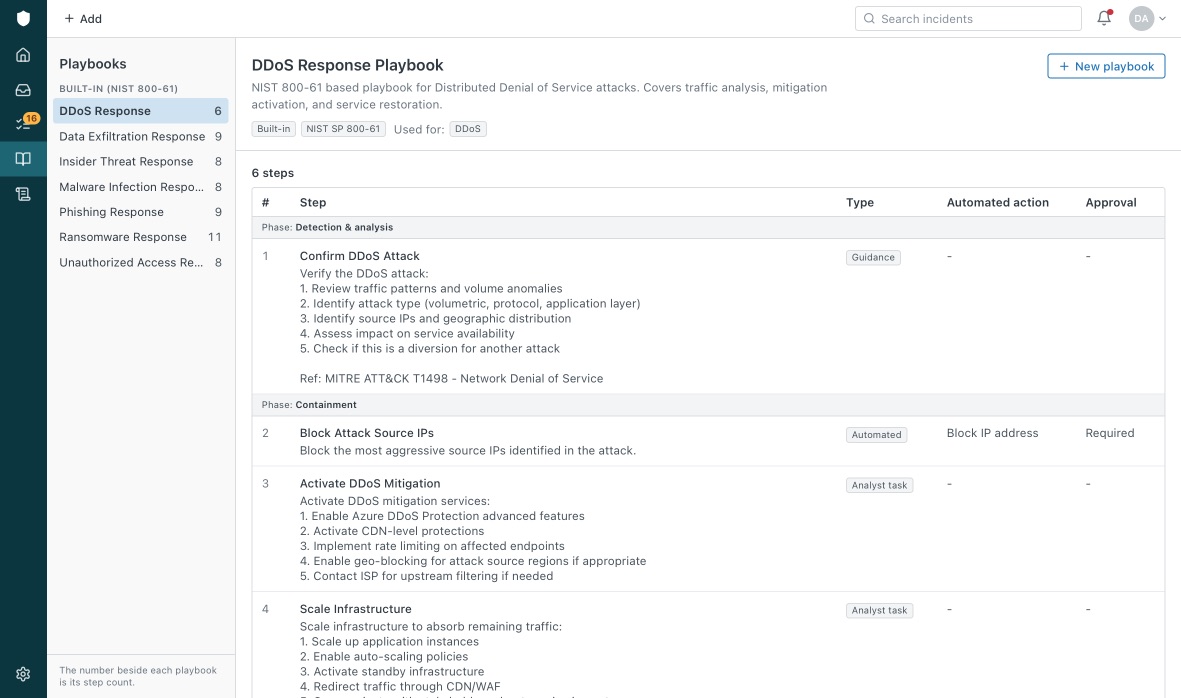 + Add
Search incidents
DA
16
Playbooks
BUILT-IN (NIST 800-61)
DDoS Response 6
Data Exfiltration Response 9
Insider Threat Response 8
Malware Infection Respo... 8
Phishing Response 9
Ransomware Response 11
Unauthorized Access Re... 8
The number beside each playbook
is its step count.
DDoS Response Playbook
+ New playbook
NIST 800-61 based playbook for Distributed Denial of Service attacks. Covers traffic analysis, mitigation
activation, and service restoration.
Built-in NIST SP 800-61 Used for: DDoS
6 steps
# Step Type Automated action Approval
Phase: Detection & analysis
1 Confirm DDoS Attack Guidance - -
Verify the DDoS attack:
1. Review traffic patterns and volume anomalies
2. Identify attack type (volumetric, protocol, application layer)
3. Identify source IPs and geographic distribution
4. Assess impact on service availability
5. Check if this is a diversion for another attack
Ref: MITRE ATT&CK T1498 - Network Denial of Service
Phase: Containment
2 Block Attack Source IPs Automated Block IP address Required
Block the most aggressive source IPs identified in the attack.
3 Activate DDoS Mitigation Analyst task - -
Activate DDoS mitigation services:
1. Enable Azure DDoS Protection advanced features
2. Activate CDN-level protections
3. Implement rate limiting on affected endpoints
4. Enable geo-blocking for attack source regions if appropriate
5. Contact ISP for upstream filtering if needed
4 Scale Infrastructure Analyst task - -
Scale infrastructure to absorb remaining traffic:
1. Scale up application instances
2. Enable auto-scaling policies
3. Activate standby infrastructure
4. Redirect traffic through CDN/WAF